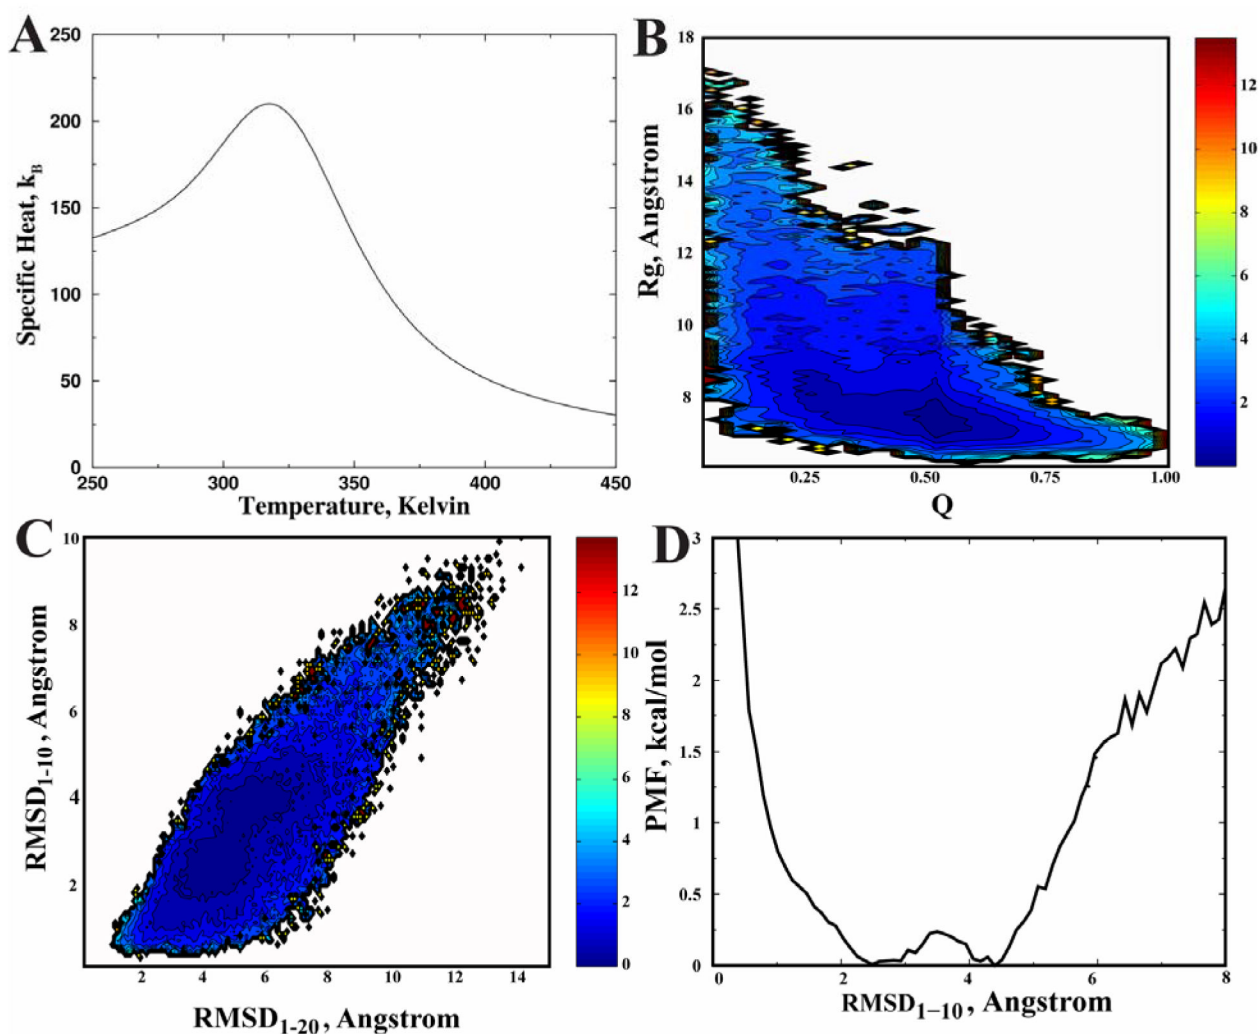 A
250
200
150
100
50
0
Specific Heat, k_B
250 300 350 400 450
Temperature, Kelvin
B
18
16
14
12
10
8
Rg, Angstrom
0.25 0.50 0.75 1.00
Q
12
10
8
6
4
2
C
10
8
6
4
2
RMSD_1-10, Angstrom
2 4 6 8 10 12 14
RMSD_1-20, Angstrom
12
10
8
6
4
2
0
D
3
2.5
2
1.5
1
0.5
0
PMF, kcal/mol
0 2 4 6 8
RMSD_1–10, Angstrom